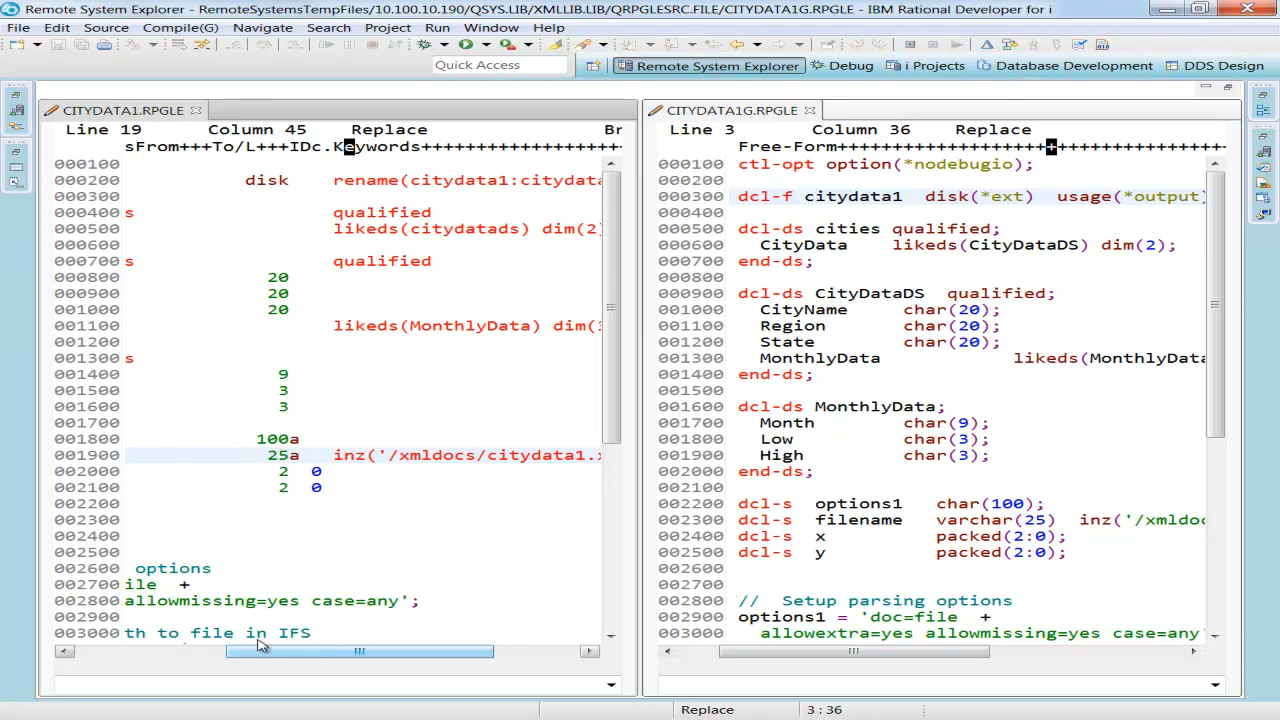 Remote System Explorer - RemoteSystemsTempFiles/10.100.10.190/QSYS.LIB/XMLLIB.LIB/QRPGLESRC.FILE/CITYDATA1G.RPGLE - IBM Rational Developer for i
File Edit Source Compile(G) Navigate Search Project Run Window Help
Quick Access
Remote System Explorer Debug i Projects Database Development DDS Design
CITYDATA1.RPGLE
Line 19 Column 45 Replace Br
sFrom+++To/L+++IDc.Keywords++++++++++++++++++
000100
000200 disk rename(citydata1:citydata
000300
000400 s qualified
000500 likeds(citydatads) dim(2)
000600
000700 s qualified
000800 20
000900 20
001000 20
001100 likeds(MonthlyData) dim(3
001200
001300 s
001400 9
001500 3
001600 3
001700
001800 100a
001900 25a inz('/xmldocs/citydata1.x
002000 2 0
002100 2 0
002200
002300
002400
002500
002600 options
002700 ile +
002800 allowmissing=yes case=any';
002900
003000 th to file in IFS
CITYDATA1G.RPGLE
Line 3 Column 36 Replace
Free-Form+++++++++++++++++++++++++++++++++++
000100 ctl-opt option(*nodebugio);
000200
000300 dcl-f citydata1 disk(*ext) usage(*output)
000400
000500 dcl-ds cities qualified;
000600 CityData likeds(CityDataDS) dim(2);
000700 end-ds;
000800
000900 dcl-ds CityDataDS qualified;
001000 CityName char(20);
001100 Region char(20);
001200 State char(20);
001300 MonthlyData likeds(MonthlyData
001400 end-ds;
001500
001600 dcl-ds MonthlyData;
001700 Month char(9);
001800 Low char(3);
001900 High char(3);
002000 end-ds;
002100
002200 dcl-s options1 char(100);
002300 dcl-s filename varchar(25) inz('/xmldoc
002400 dcl-s x packed(2:0);
002500 dcl-s y packed(2:0);
002600
002700
002800 // Setup parsing options
002900 options1 = 'doc=file +
003000 allowextra=yes allowmissing=yes case=any'
Replace 3 : 36